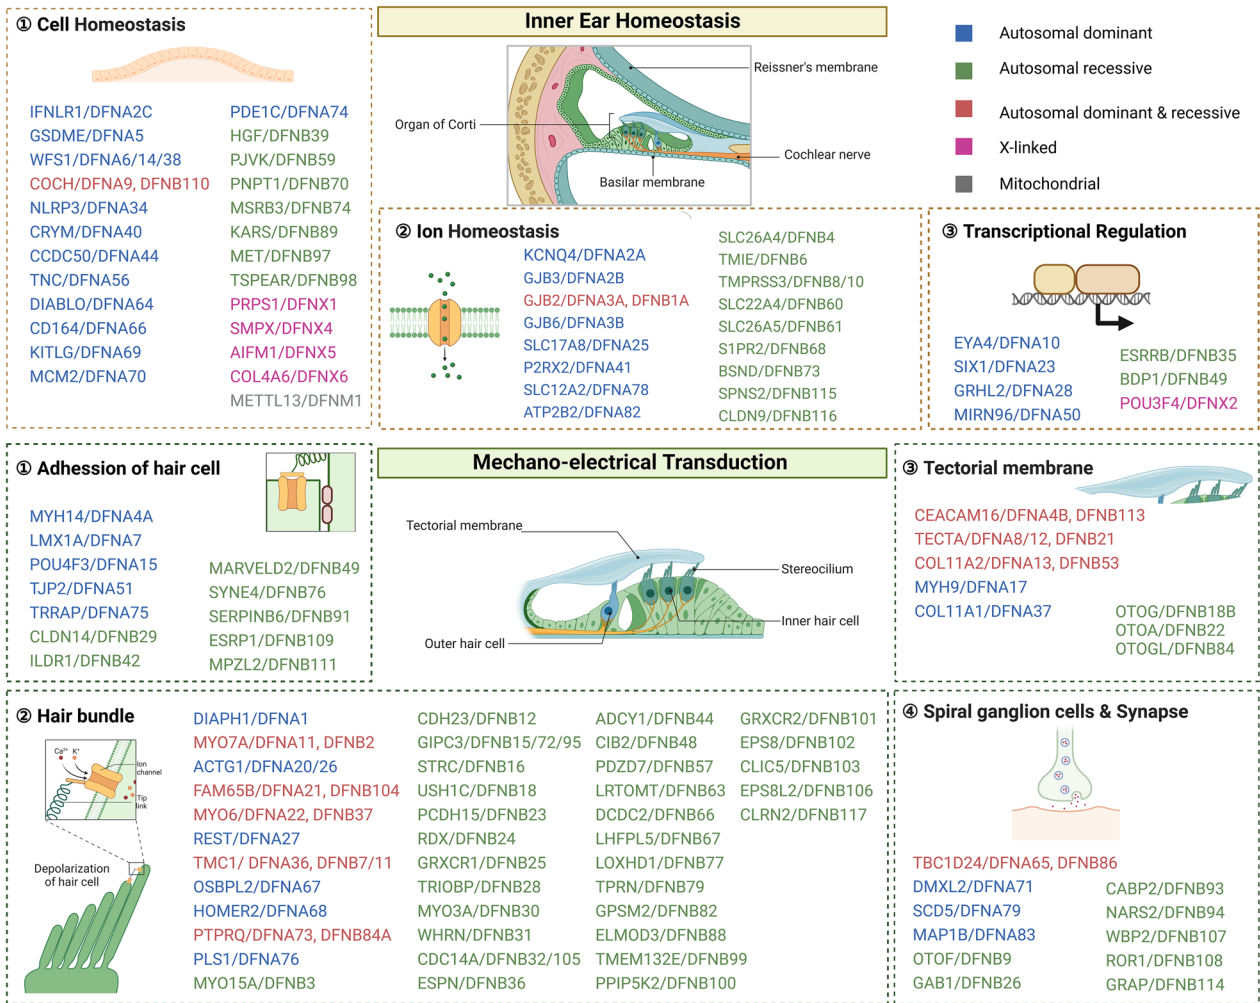 ① Cell Homeostasis
IFNLR1/DFNA2C
GSDME/DFNA5
WFS1/DFNA6/14/38
COCH/DFNA9, DFNB110
NLRP3/DFNA34
CRYM/DFNA40
CCDC50/DFNA44
TNC/DFNA56
DIABLO/DFNA64
CD164/DFNA66
KITLG/DFNA69
MCM2/DFNA70
PDE1C/DFNA74
HGF/DFNB39
PJVK/DFNB59
PNPT1/DFNB70
MSRB3/DFNB74
KARS/DFNB89
MET/DFNB97
TSPEAR/DFNB98
PRPS1/DFNX1
SMPX/DFNX4
AIFM1/DFNX5
COL4A6/DFNX6
METTL13/DFNM1
Inner Ear Homeostasis
Reissner's membrane
Organ of Corti
Cochlear nerve
Basilar membrane
Autosomal dominant
Autosomal recessive
Autosomal dominant & recessive
X-linked
Mitochondrial
② Ion Homeostasis
KCNQ4/DFNA2A
GJB3/DFNA2B
GJB2/DFNA3A, DFNB1A
GJB6/DFNA3B
SLC17A8/DFNA25
P2RX2/DFNA41
SLC12A2/DFNA78
ATP2B2/DFNA82
SLC26A4/DFNB4
TMIE/DFNB6
TMPRSS3/DFNB8/10
SLC22A4/DFNB60
SLC26A5/DFNB61
S1PR2/DFNB68
BSND/DFNB73
SPNS2/DFNB115
CLDN9/DFNB116
③ Transcriptional Regulation
EYA4/DFNA10
SIX1/DFNA23
GRHL2/DFNA28
MIRN96/DFNA50
ESRRB/DFNB35
BDP1/DFNB49
POU3F4/DFNX2
① Adhession of hair cell
MYH14/DFNA4A
LMX1A/DFNA7
POU4F3/DFNA15
TJP2/DFNA51
TRRAP/DFNA75
CLDN14/DFNB29
ILDR1/DFNB42
MARVELD2/DFNB49
SYNE4/DFNB76
SERPINB6/DFNB91
ESRP1/DFNB109
MPZL2/DFNB111
Mechano-electrical Transduction
Tectorial membrane
Stereocilium
Inner hair cell
Outer hair cell
③ Tectorial membrane
CEACAM16/DFNA4B, DFNB113
TECTA/DFNA8/12, DFNB21
COL11A2/DFNA13, DFNB53
MYH9/DFNA17
COL11A1/DFNA37
OTOG/DFNB18B
OTOA/DFNB22
OTOGL/DFNB84
② Hair bundle
Ca²⁺ K⁺
Ion
channel
Tip
link
Depolarization
of hair cell
DIAPH1/DFNA1
MYO7A/DFNA11, DFNB2
ACTG1/DFNA20/26
FAM65B/DFNA21, DFNB104
MYO6/DFNA22, DFNB37
REST/DFNA27
TMC1/ DFNA36, DFNB7/11
OSBPL2/DFNA67
HOMER2/DFNA68
PTPRQ/DFNA73, DFNB84A
PLS1/DFNA76
MYO15A/DFNB3
CDH23/DFNB12
GIPC3/DFNB15/72/95
STRC/DFNB16
USH1C/DFNB18
PCDH15/DFNB23
RDX/DFNB24
GRXCR1/DFNB25
TRIOBP/DFNB28
MYO3A/DFNB30
WHRN/DFNB31
CDC14A/DFNB32/105
ESPN/DFNB36
ADCY1/DFNB44
CIB2/DFNB48
PDZD7/DFNB57
LRTOMT/DFNB63
DCDC2/DFNB66
LHFPL5/DFNB67
LOXHD1/DFNB77
TPRN/DFNB79
GPSM2/DFNB82
ELMOD3/DFNB88
TMEM132E/DFNB99
PPIP5K2/DFNB100
GRXCR2/DFNB101
EPS8/DFNB102
CLIC5/DFNB103
EPS8L2/DFNB106
CLRN2/DFNB117
④ Spiral ganglion cells & Synapse
TBC1D24/DFNA65, DFNB86
DMXL2/DFNA71
SCD5/DFNA79
MAP1B/DFNA83
OTOF/DFNB9
GAB1/DFNB26
CABP2/DFNB93
NARS2/DFNB94
WBP2/DFNB107
ROR1/DFNB108
GRAP/DFNB114